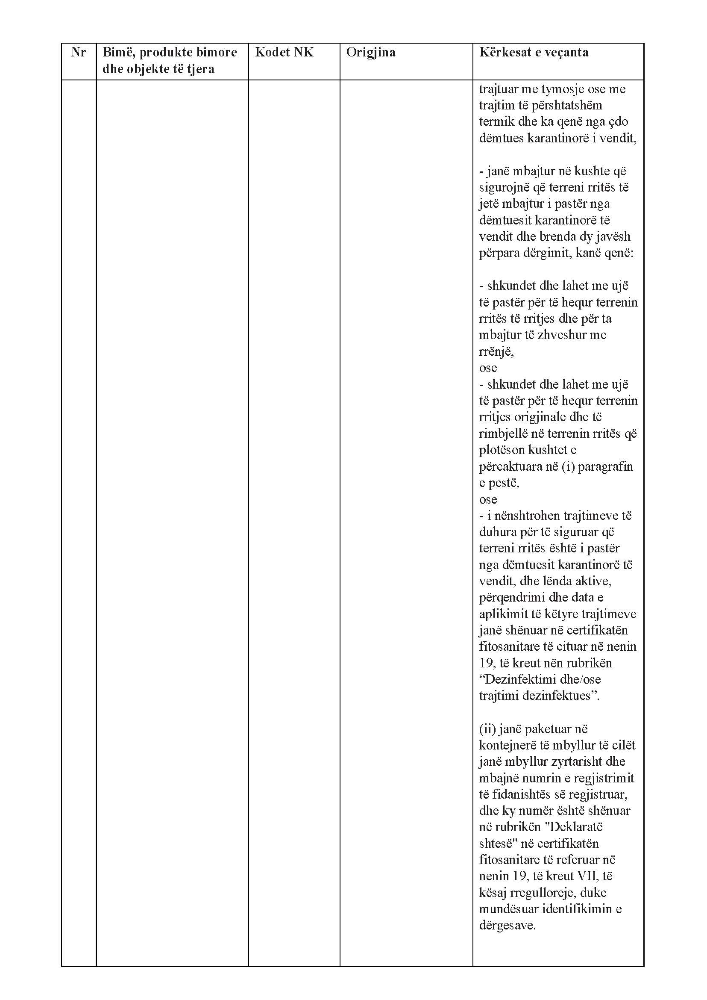 Nr
Bimë, produkte bimore
dhe objekte të tjera
Kodet NK
Origjina
Kërkesat e veçanta
trajtuar me tymosje ose me
trajtim të përshtatshëm
termik dhe ka qenë nga çdo
dëmtues karantinorë i vendit,
- janë mbajtur në kushte që
sigurojnë që terreni rritës të
jetë mbajtur i pastër nga
dëmtuesit karantinorë të
vendit dhe brenda dy javësh
përpara dërgimit, kanë qenë:
- shkundet dhe lahet me ujë
të pastër për të hequr terrenin
rritës të rritjes dhe për ta
mbajtur të zhveshur me
rrënjë,
ose
- shkundet dhe lahet me ujë
të pastër për të hequr terrenin
rritjes origjinale dhe të
rimbjellë në terrenin rritës që
plotëson kushtet e
përcaktuara në (i) paragrafin
e pestë,
ose
- i nënshtrohen trajtimeve të
duhura për të siguruar që
terreni rritës është i pastër
nga dëmtuesit karantinorë të
vendit, dhe lënda aktive,
përqendrimi dhe data e
aplikimit të këtyre trajtimeve
janë shënuar në certifikatën
fitosanitare të cituar në nenin
19, të kreut nën rubrikën
“Dezinfektimi dhe/ose
trajtimi dezinfektues”.
(ii) janë paketuar në
kontejnerë të mbyllur të cilët
janë mbyllur zyrtarisht dhe
mbajnë numrin e regjistrimit
të fidanishtës së regjistruar,
dhe ky numër është shënuar
në rubrikën "Deklaratë
shtesë" në certifikatën
fitosanitare të referuar në
nenin 19, të kreut VII, të
kësaj rregulloreje, duke
mundësuar identifikimin e
dërgesave.